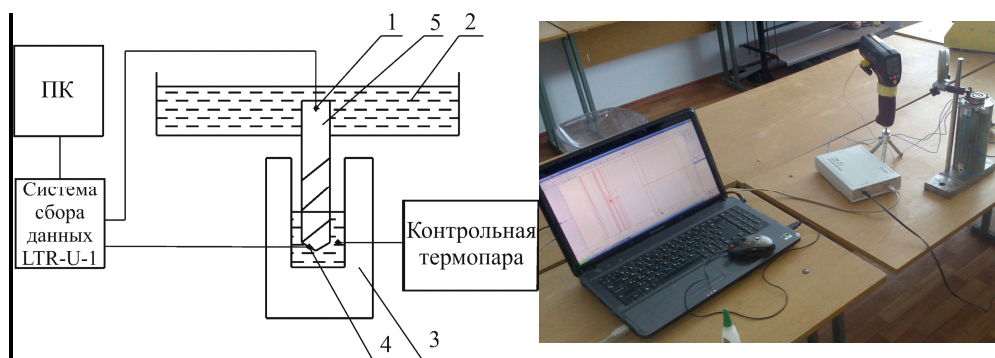 1
5
2
ПК
Система
сбора
данных
LTR-U-1
Контрольная
термопара
4
3